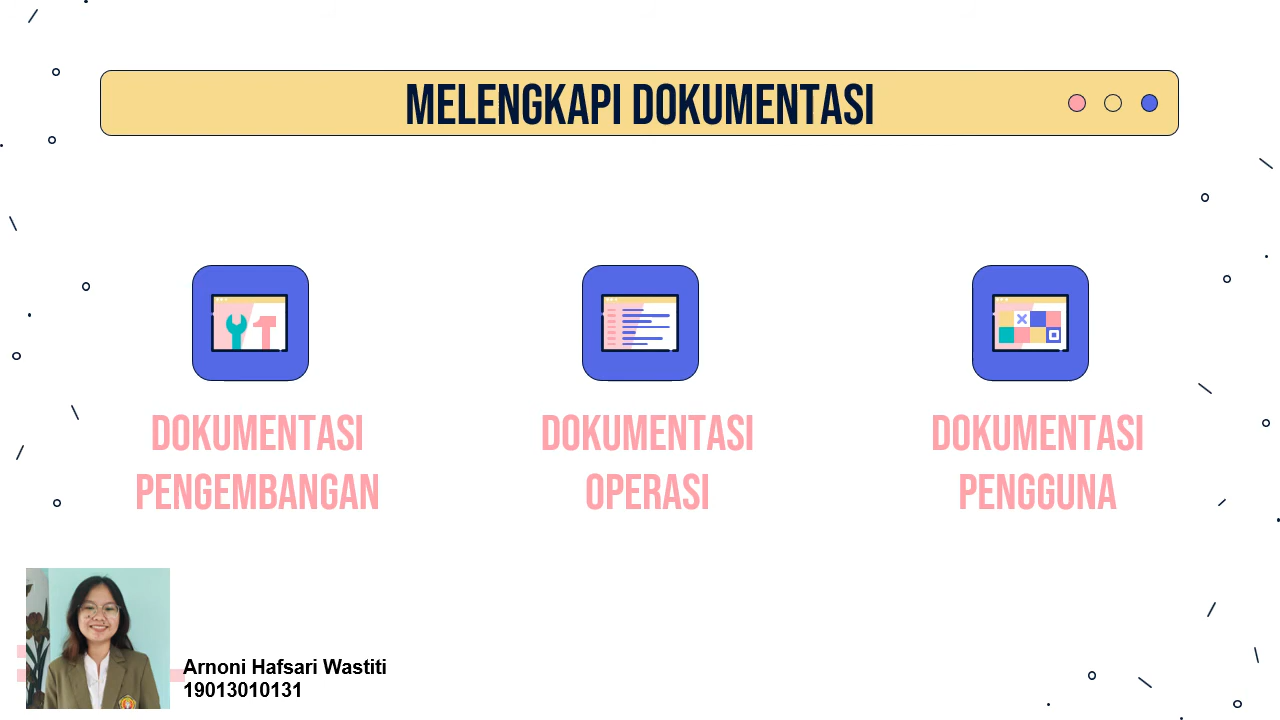 MELENGKAPI DOKUMENTASI
DOKUMENTASI
PENGEMBANGAN
DOKUMENTASI
OPERASI
DOKUMENTASI
PENGGUNA
Arnoni Hafsari Wastiti
19013010131